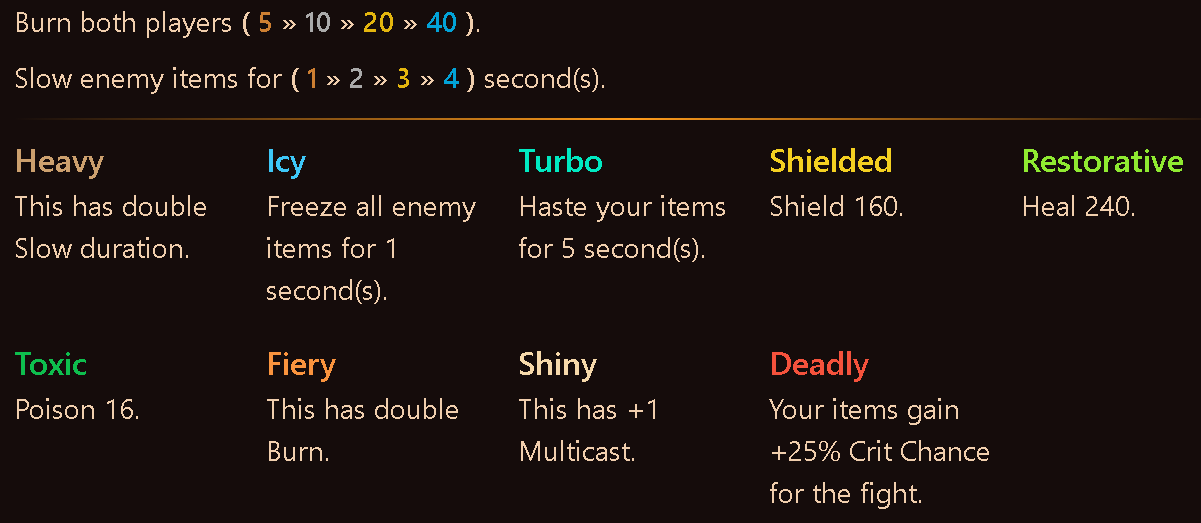 Burn both players ( 5 » 10 » 20 » 40 ).
Slow enemy items for ( 1 » 2 » 3 » 4 ) second(s).
Heavy
This has double
Slow duration.
Icy
Freeze all enemy
items for 1
second(s).
Turbo
Haste your items
for 5 second(s).
Shielded
Shield 160.
Restorative
Heal 240.
Toxic
Poison 16.
Fiery
This has double
Burn.
Shiny
This has +1
Multicast.
Deadly
Your items gain
+25% Crit Chance
for the fight.